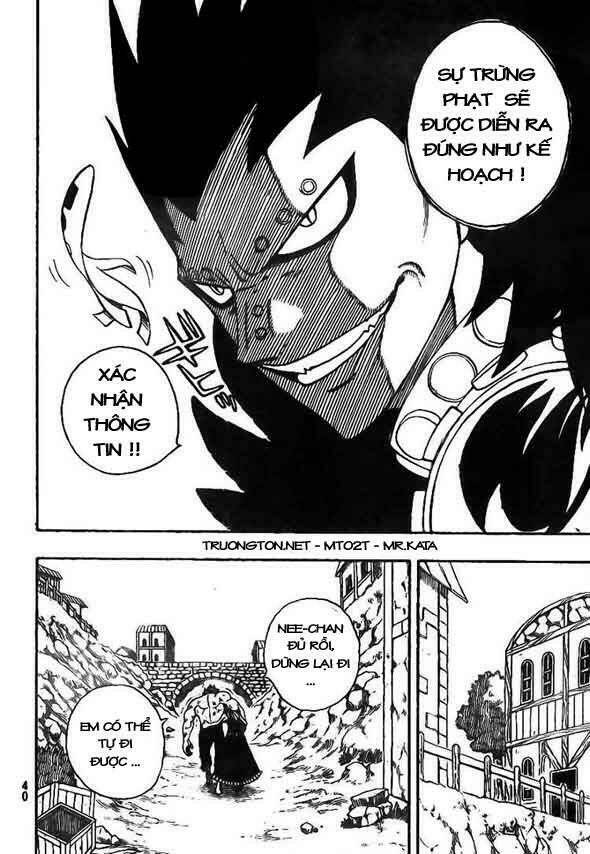 SỰ TRỪNG
PHẠT SẼ
ĐƯỢC DIỄN RA
ĐÚNG NHƯ KẾ
HOẠCH !
XÁC
NHẬN
THÔNG
TIN !!
TRUONGTON.NET - MTO2T - MR.KATA
NEE-CHAN
ĐỦ RỒI,
DỪNG LẠI ĐI
...
EM CÓ THỂ
TỰ ĐI
ĐƯỢC ...
40